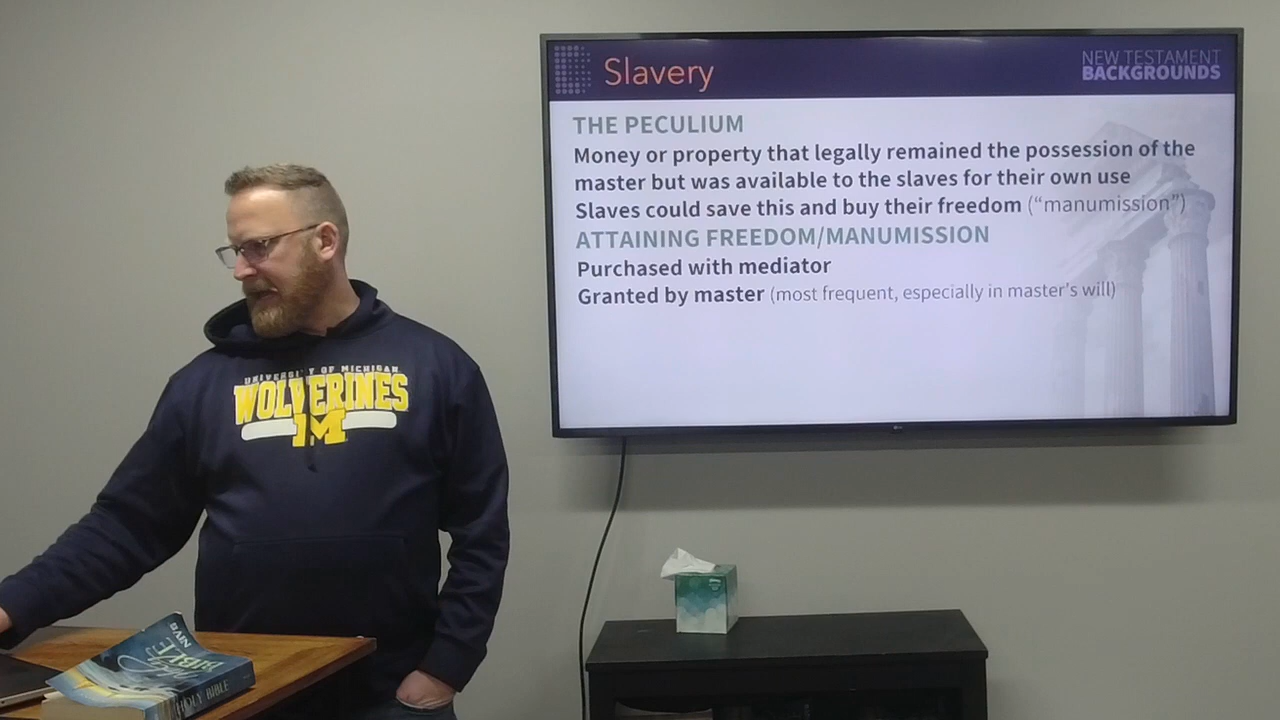 Slavery
NEW TESTAMENT
BACKGROUNDS
THE PECULIUM
Money or property that legally remained the possession of the
master but was available to the slaves for their own use
Slaves could save this and buy their freedom (“manumission”)
ATTAINING FREEDOM/MANUMISSION
Purchased with mediator
Granted by master (most frequent, especially in master's will)
UNIVERSITY OF MICHIGAN
WOLVERINES
M
NIV
BIBLE
HOLY BIBLE